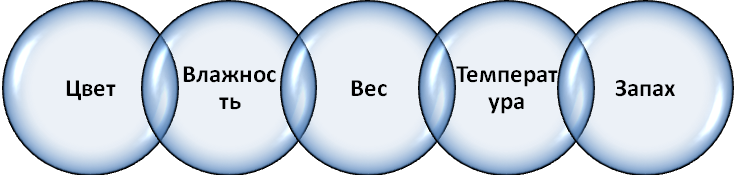 Цвет
Влажнос
ть
Вес
Температ
ура
Запах